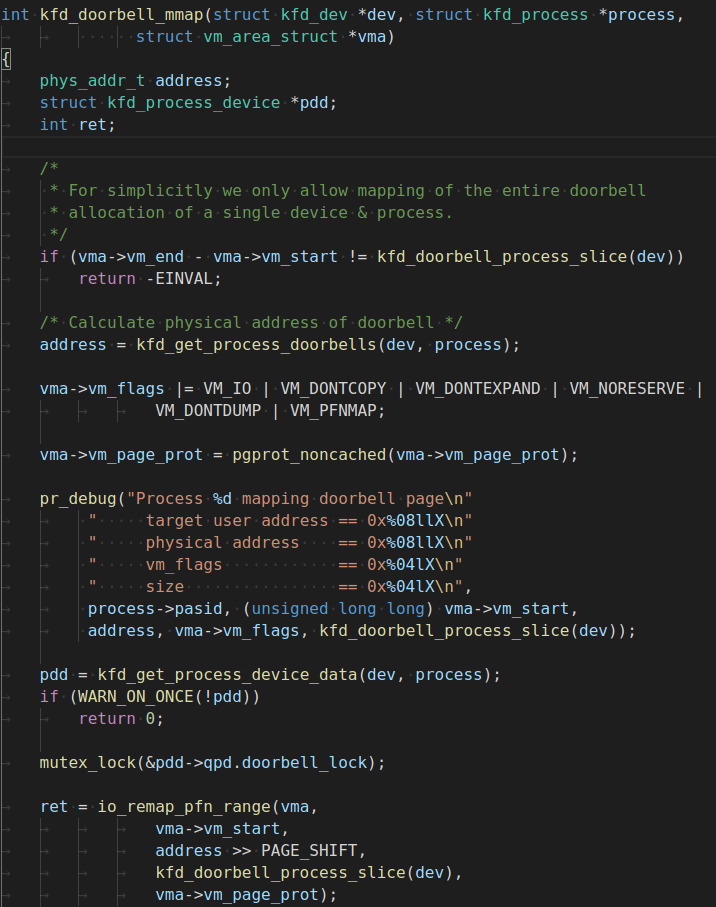 int kfd_doorbell_mmap(struct kfd_dev *dev, struct kfd_process *process,
struct vm_area_struct *vma)
{
phys_addr_t address;
struct kfd_process_device *pdd;
int ret;
/*
* For simplicitly we only allow mapping of the entire doorbell
* allocation of a single device & process.
*/
if (vma->vm_end - vma->vm_start != kfd_doorbell_process_slice(dev))
return -EINVAL;
/* Calculate physical address of doorbell */
address = kfd_get_process_doorbells(dev, process);
vma->vm_flags |= VM_IO | VM_DONTCOPY | VM_DONTEXPAND | VM_NORESERVE |
VM_DONTDUMP | VM_PFNMAP;
vma->vm_page_prot = pgprot_noncached(vma->vm_page_prot);
pr_debug("Process %d mapping doorbell page\n"
"     target user address == 0x%08llX\n"
"     physical address    == 0x%08llX\n"
"     vm_flags            == 0x%04lX\n"
"     size                == 0x%04lX\n",
process->pasid, (unsigned long long) vma->vm_start,
address, vma->vm_flags, kfd_doorbell_process_slice(dev));
pdd = kfd_get_process_device_data(dev, process);
if (WARN_ON_ONCE(!pdd))
return 0;
mutex_lock(&pdd->qpd.doorbell_lock);
ret = io_remap_pfn_range(vma,
vma->vm_start,
address >> PAGE_SHIFT,
kfd_doorbell_process_slice(dev),
vma->vm_page_prot);